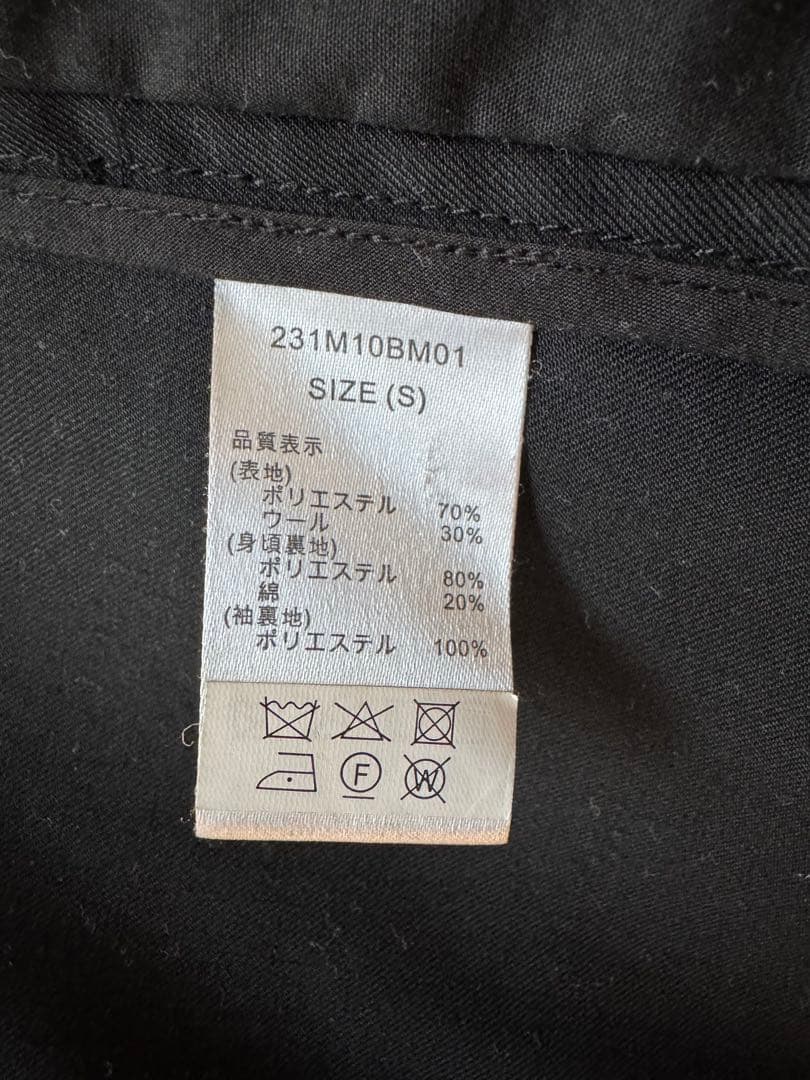 231M10BM01
SIZE (S)
品質表示
(表地)
ポリエステル 70%
ウール 30%
(身頃裏地)
ポリエステル 80%
綿 20%
(袖裏地)
ポリエステル 100%
F W